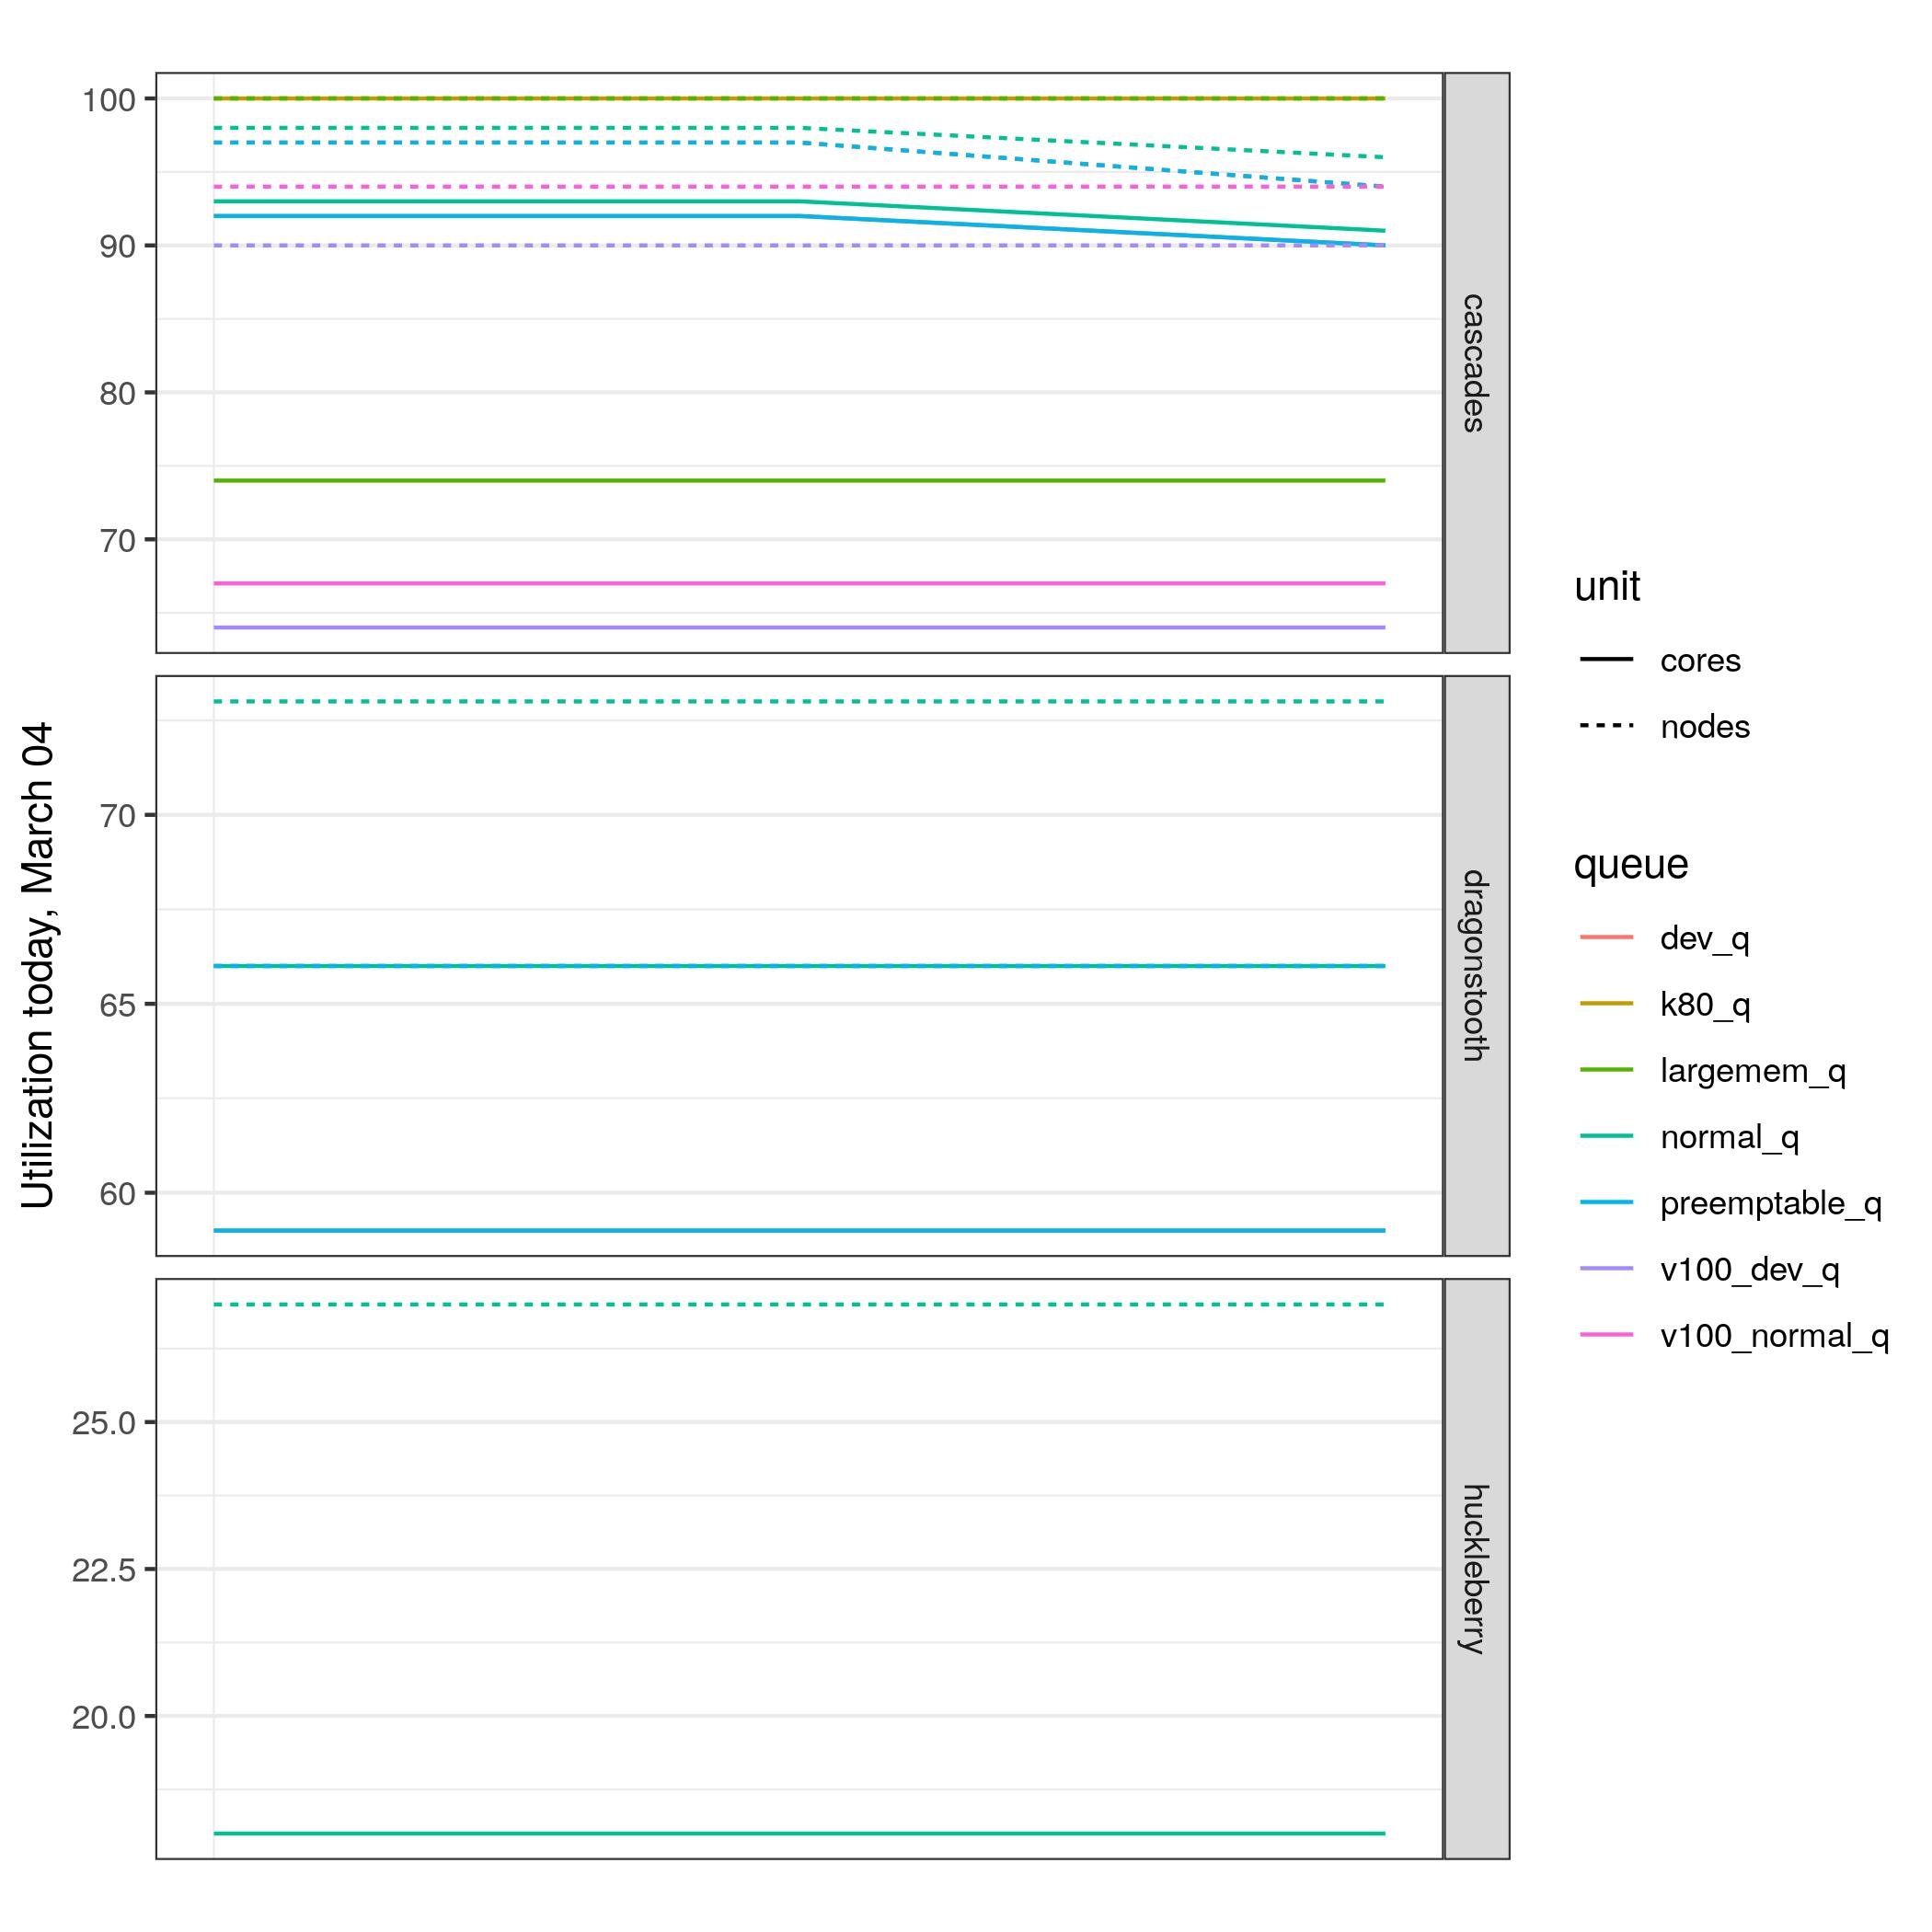 Utilization today, March 04
100
90
80
70
cascades
70
65
60
dragonstooth
25.0
22.5
20.0
huckleberry
unit
cores
nodes
queue
dev_q
k80_q
largemem_q
normal_q
preemptable_q
v100_dev_q
v100_normal_q